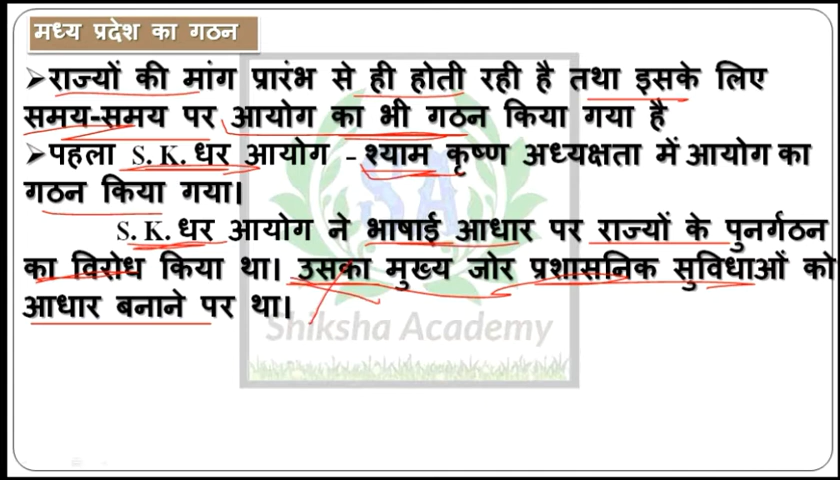 मध्य प्रदेश का गठन
➢राज्यों की मांग प्रारंभ से ही होती रही है तथा इसके लिए
समय-समय पर आयोग का भी गठन किया गया है
➢पहला S. K. धर आयोग - श्याम कृष्ण अध्यक्षता में आयोग का
गठन किया गया।
S. K. धर आयोग ने भाषाई आधार पर राज्यों के पुनर्गठन
का विरोध किया था। उसका मुख्य जोर प्रशासनिक सुविधाओं को
आधार बनाने पर था।
SA
Shiksha Academy